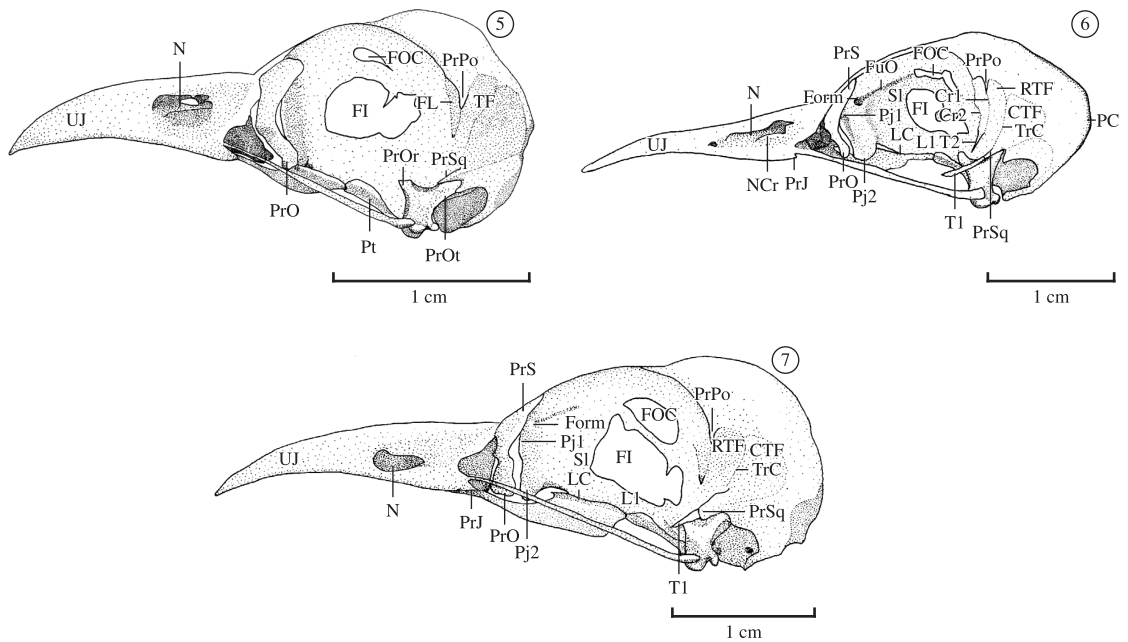 5
N
FOC
PrPo
FL
TF
UJ
FI
PrOr
PrSq
PrO
Pt
PrOt
1 cm
6
PrS
FuO
FOC
PrPo
RTF
N
Form
Sl
Cr1
FI
CTF
Pj1
Cr2
TrC
PC
LC
L1
T2
UJ
NCr
PrJ
PrO
Pj2
T1
PrSq
1 cm
7
PrS
PrPo
FOC
Form
Pj1
RTF
CTF
UJ
Sl
FI
TrC
LC
L1
N
PrJ
PrO
Pj2
PrSq
T1
1 cm